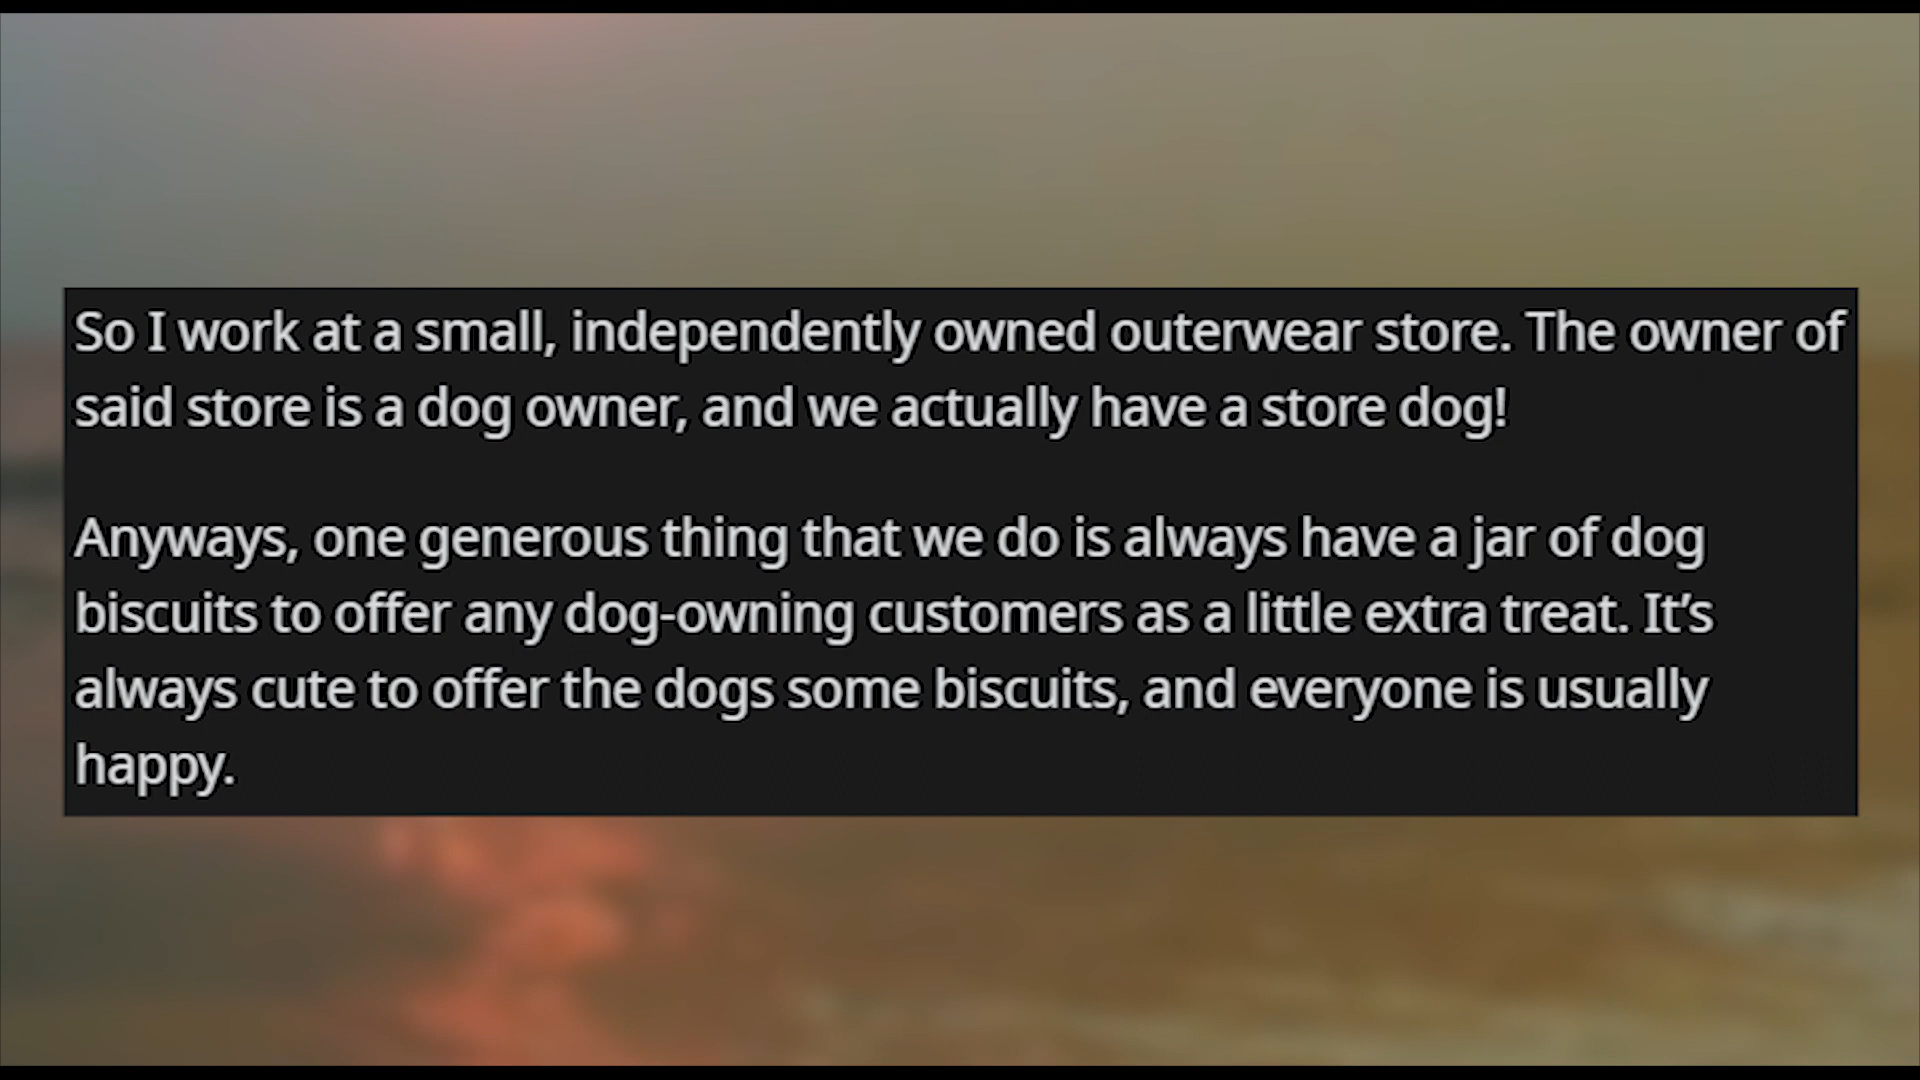 So I work at a small, independently owned outerwear store. The owner of
said store is a dog owner, and we actually have a store dog!
Anyways, one generous thing that we do is always have a jar of dog
biscuits to offer any dog-owning customers as a little extra treat. It’s
always cute to offer the dogs some biscuits, and everyone is usually
happy.